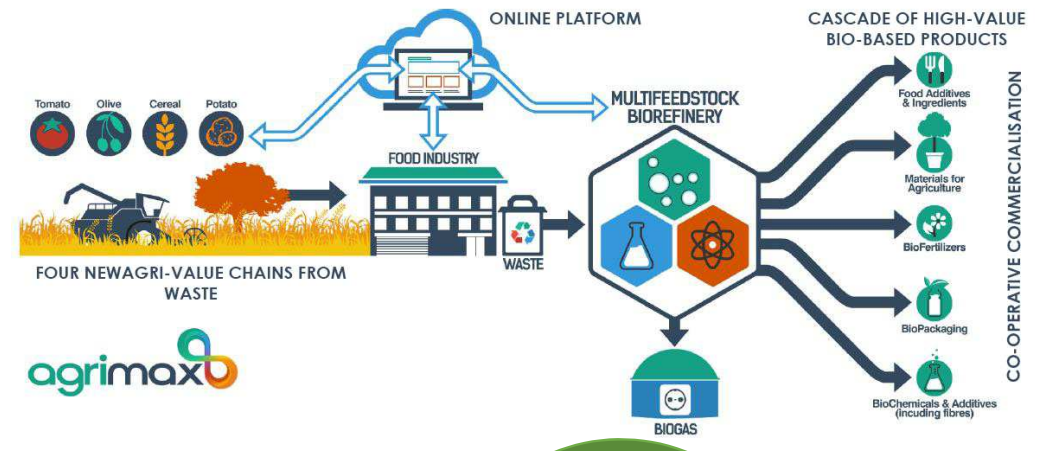 ONLINE PLATFORM
CASCADE OF HIGH-VALUE
BIO-BASED PRODUCTS
Tomato Olive Cereal Potato
MULTIFEEDSTOCK
BIOREFINERY
FOOD INDUSTRY
WASTE
FOUR NEWAGRI-VALUE CHAINS FROM
WASTE
agrimax
BIOGAS
Food Additives
& Ingredients
Materials for
Agriculture
BioFertilizers
BioPackaging
BioChemicals & Additives
(incuding fibres)
CO-OPERATIVE COMMERCIALISATION